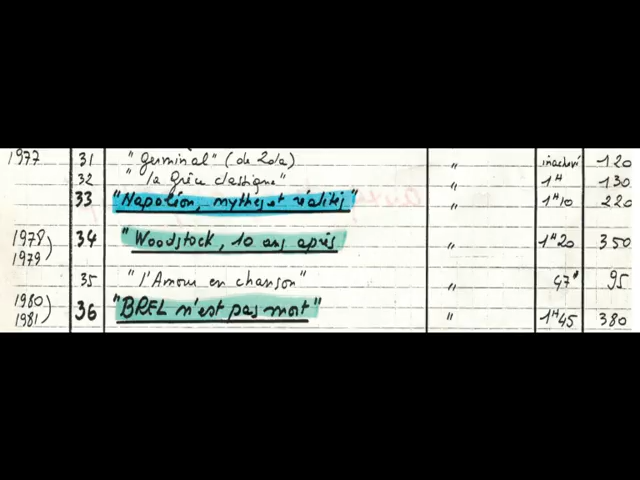 1977 31 "Germinal" (de Zola) " inachevé 120
32 "la Grèce classique" " 1H 130
33 "Napoléon, mythes et réalités" " 1H10 220
1978) 34 "Woodstock, 10 ans après" " 1H20 350
1979)
35 "l'Amour en chanson" " 47' 95
1980) 36 "BREL n'est pas mort" " 1H45 380
1981)